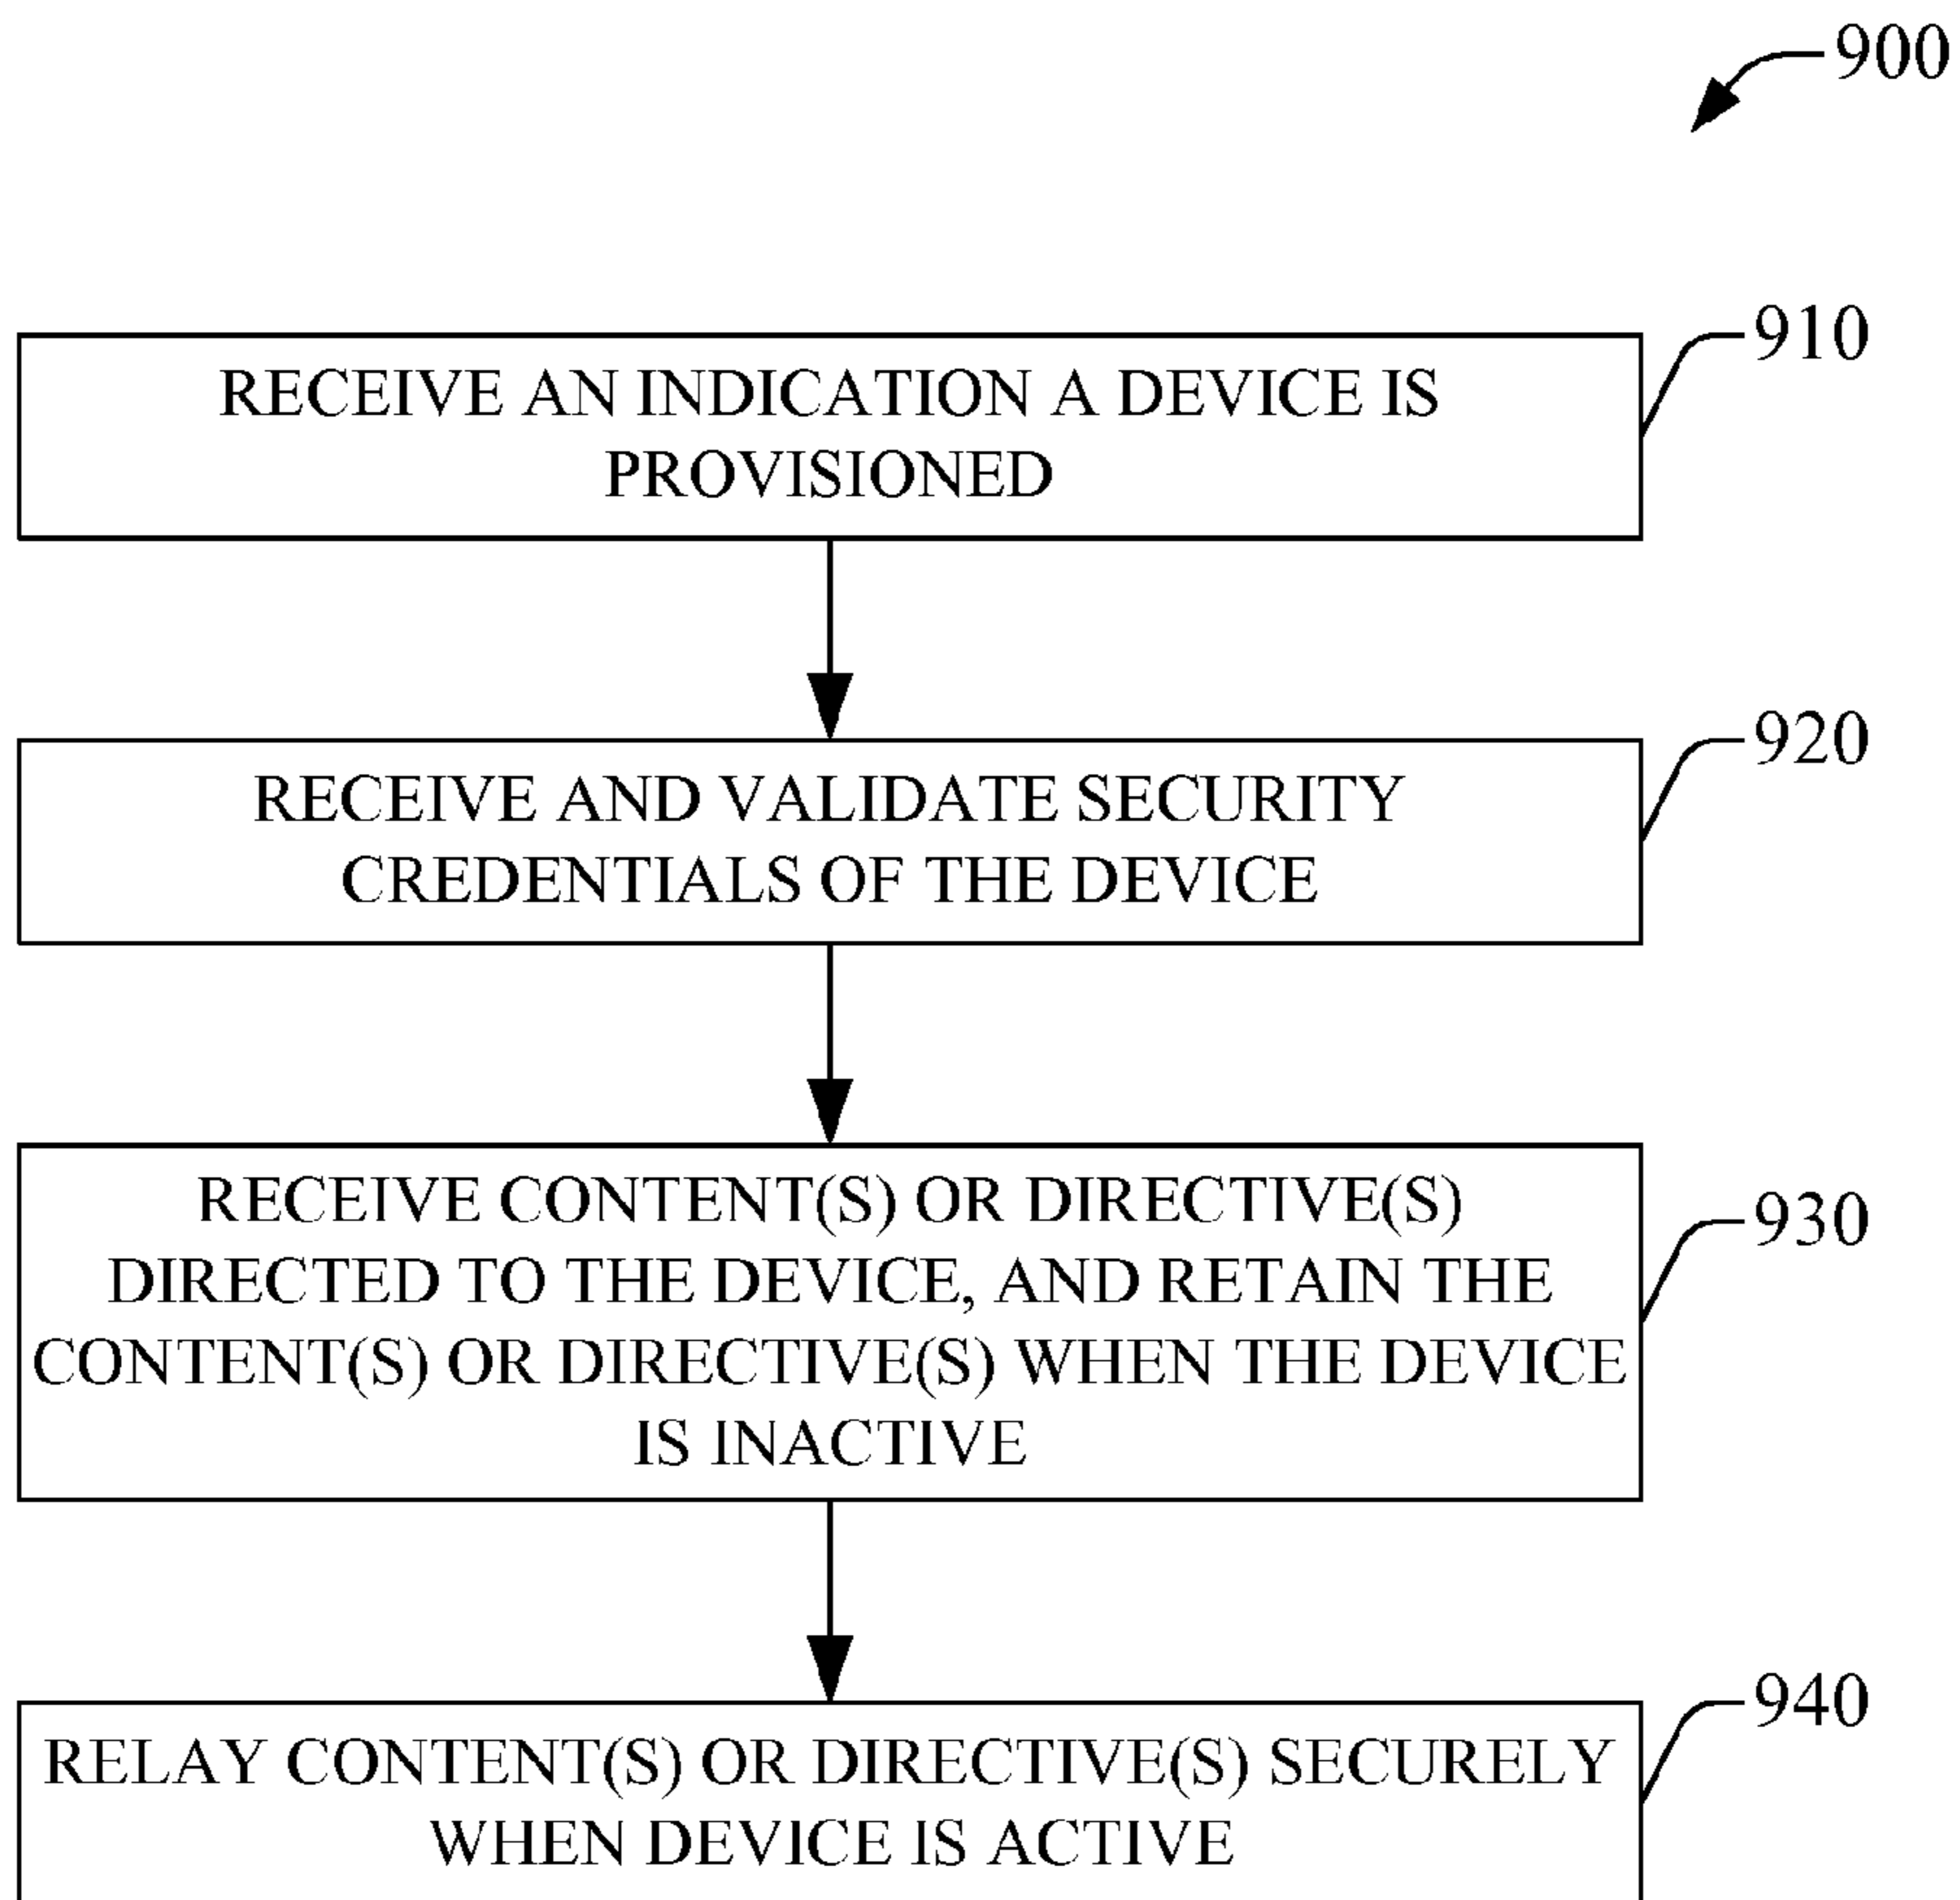 900
910
RECEIVE AN INDICATION A DEVICE IS
PROVISIONED
920
RECEIVE AND VALIDATE SECURITY
CREDENTIALS OF THE DEVICE
930
RECEIVE CONTENT(S) OR DIRECTIVE(S)
DIRECTED TO THE DEVICE, AND RETAIN THE
CONTENT(S) OR DIRECTIVE(S) WHEN THE DEVICE
IS INACTIVE
940
RELAY CONTENT(S) OR DIRECTIVE(S) SECURELY
WHEN DEVICE IS ACTIVE